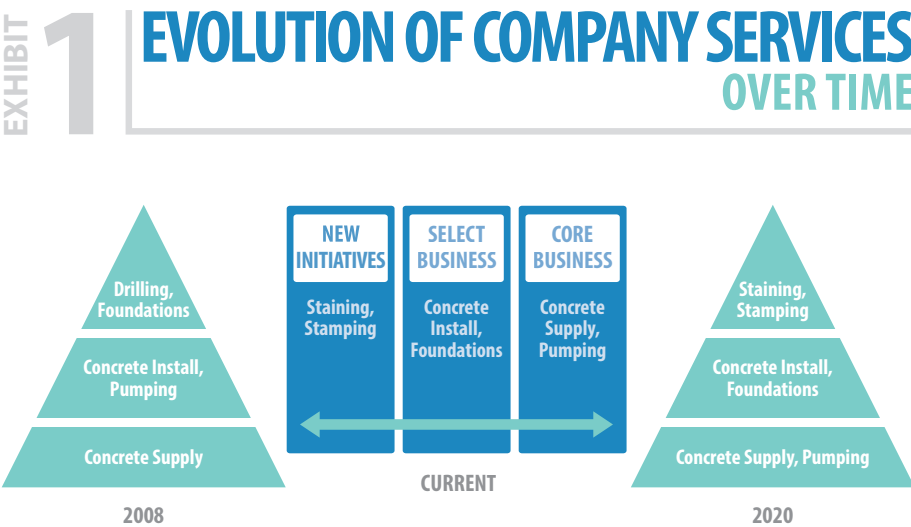 EXHIBIT
1
EVOLUTION OF COMPANY SERVICES
OVER TIME
Drilling,
Foundations
Concrete Install,
Pumping
Concrete Supply
2008
NEW
INITIATIVES
Staining,
Stamping
SELECT
BUSINESS
Concrete
Install,
Foundations
CORE
BUSINESS
Concrete
Supply,
Pumping
CURRENT
Staining,
Stamping
Concrete Install,
Foundations
Concrete Supply, Pumping
2020